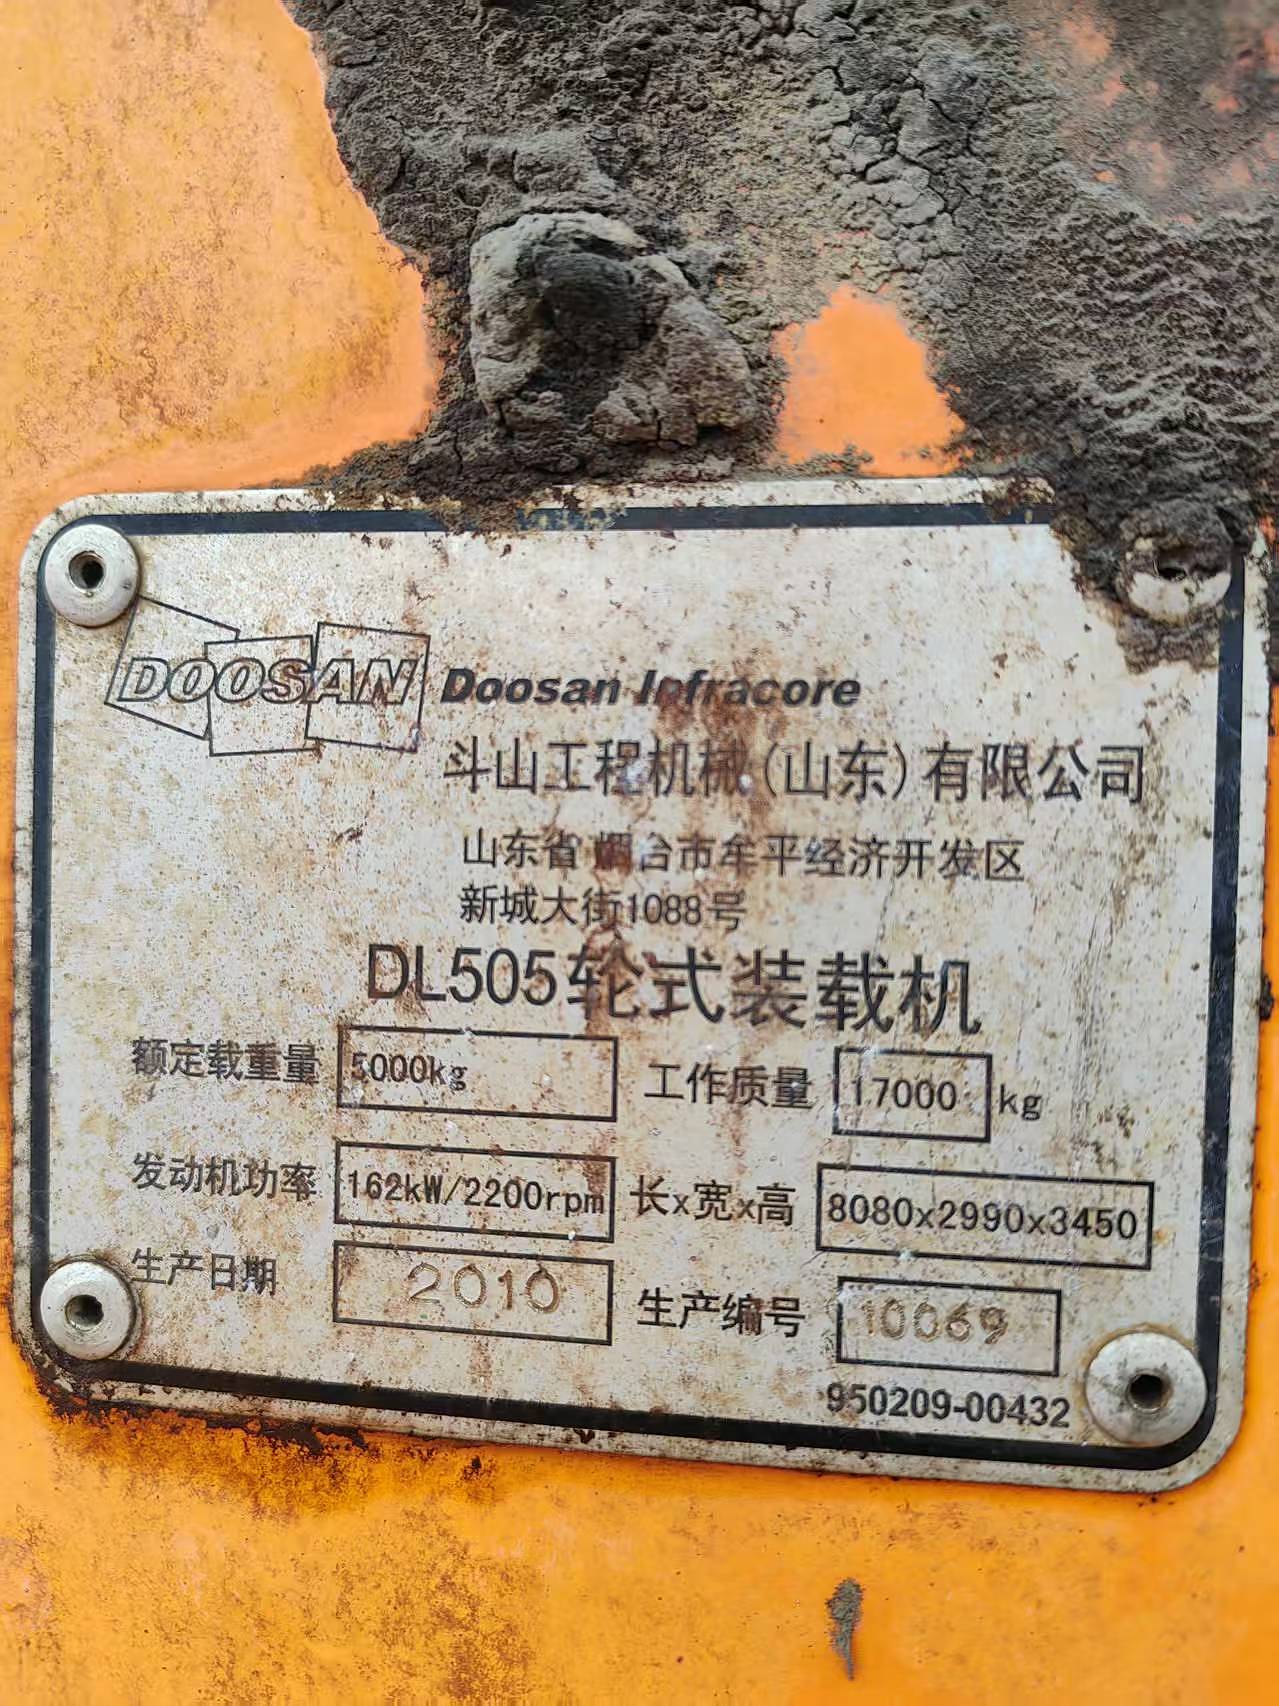 DOOSAN Doosan Infracore
斗山工程机械(山东)有限公司
山东省烟台市牟平经济开发区
新城大街1088号
DL505轮式装载机
额定载重量 5000kg 工作质量 17000 kg
发动机功率 162kW/2200rpm 长x宽x高 8080x2990x3450
生产日期 2010 生产编号 10069
950209-00432